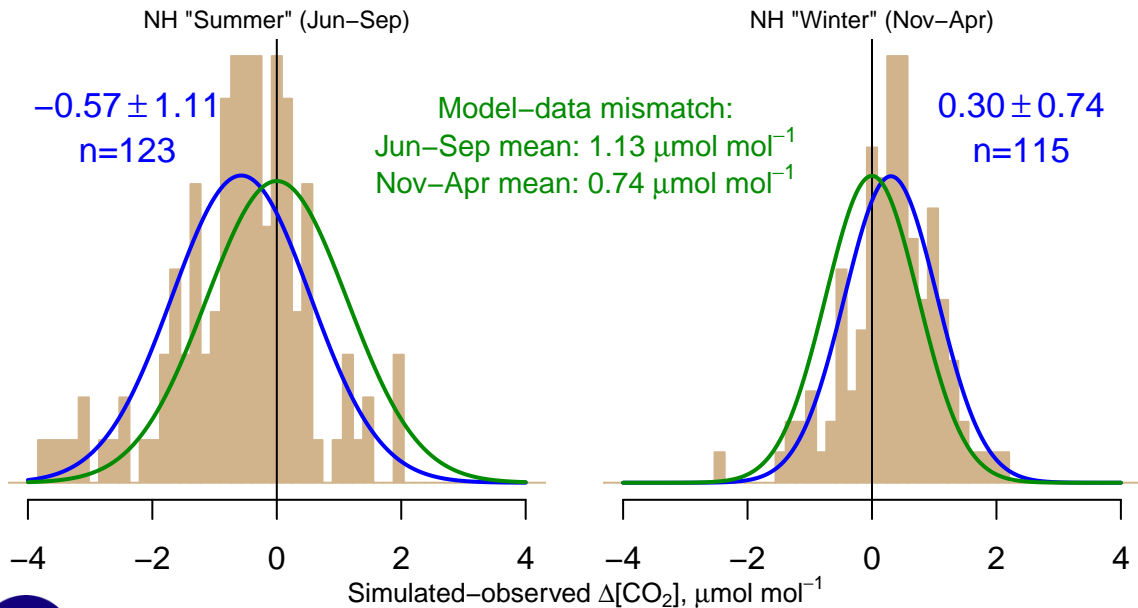 NH "Summer" (Jun−Sep)
−0.57 ± 1.11
n=123
Model−data mismatch:
Jun−Sep mean: 1.13 μmol mol⁻¹
Nov−Apr mean: 0.74 μmol mol⁻¹
NH "Winter" (Nov−Apr)
0.30 ± 0.74
n=115
−4 −2 0 2 4
−4 −2 0 2 4
Simulated−observed Δ[CO₂], μmol mol⁻¹